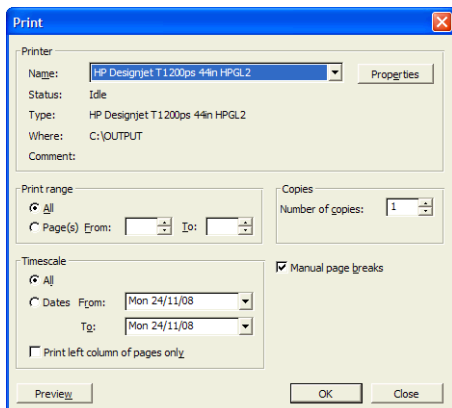 Print
Printer
Name: HP Designjet T1200ps 44in HPGL2 Properties
Status: Idle
Type: HP Designjet T1200ps 44in HPGL2
Where: C:\OUTPUT
Comment:
Print range
All
Page(s) From: To:
Copies
Number of copies: 1
Timescale
All
Dates From: Mon 24/11/08
To: Mon 24/11/08
Print left column of pages only
Manual page breaks
Preview OK Close